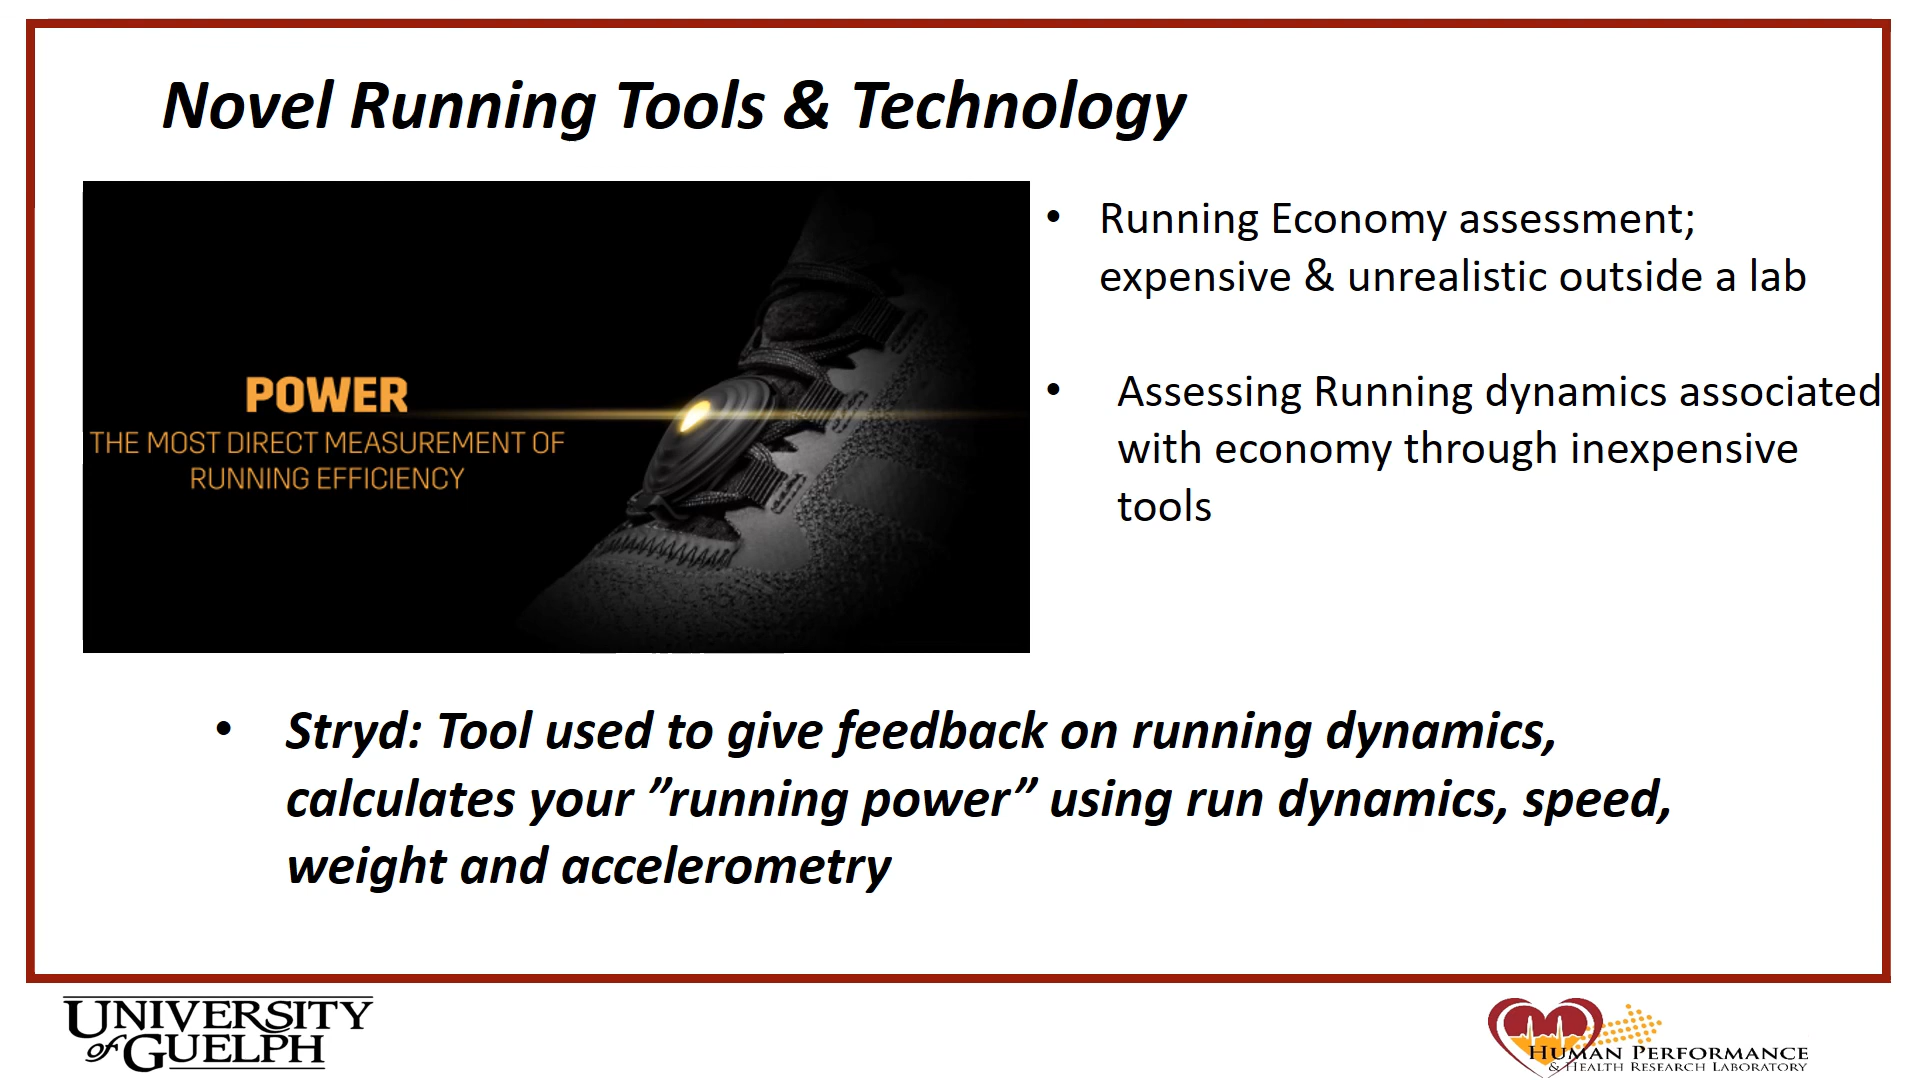 Novel Running Tools & Technology
POWER
THE MOST DIRECT MEASUREMENT OF
RUNNING EFFICIENCY
• Running Economy assessment;
expensive & unrealistic outside a lab
• Assessing Running dynamics associated
with economy through inexpensive
tools
• Stryd: Tool used to give feedback on running dynamics,
calculates your ”running power” using run dynamics, speed,
weight and accelerometry
UNIVERSITY
of GUELPH
HUMAN PERFORMANCE
& HEALTH RESEARCH LABORATORY